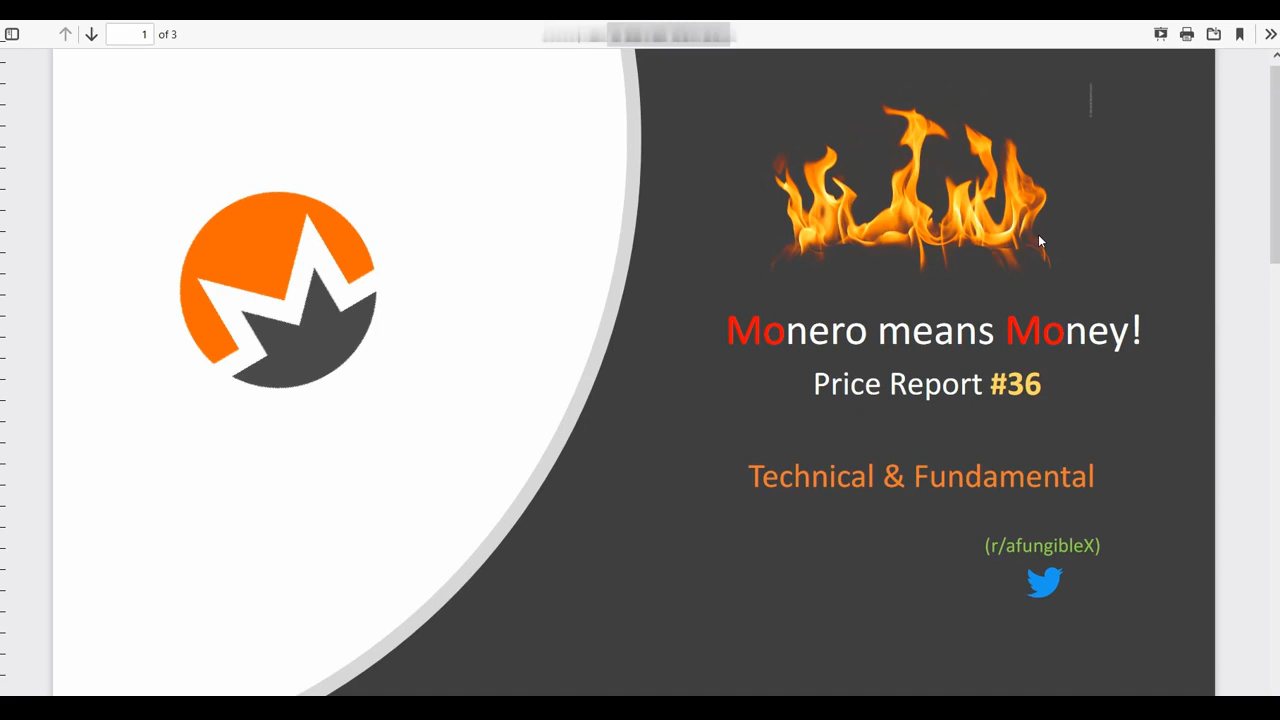 1 of 3
Monero means Money!
Price Report #36
Technical & Fundamental
(r/afungibleX)